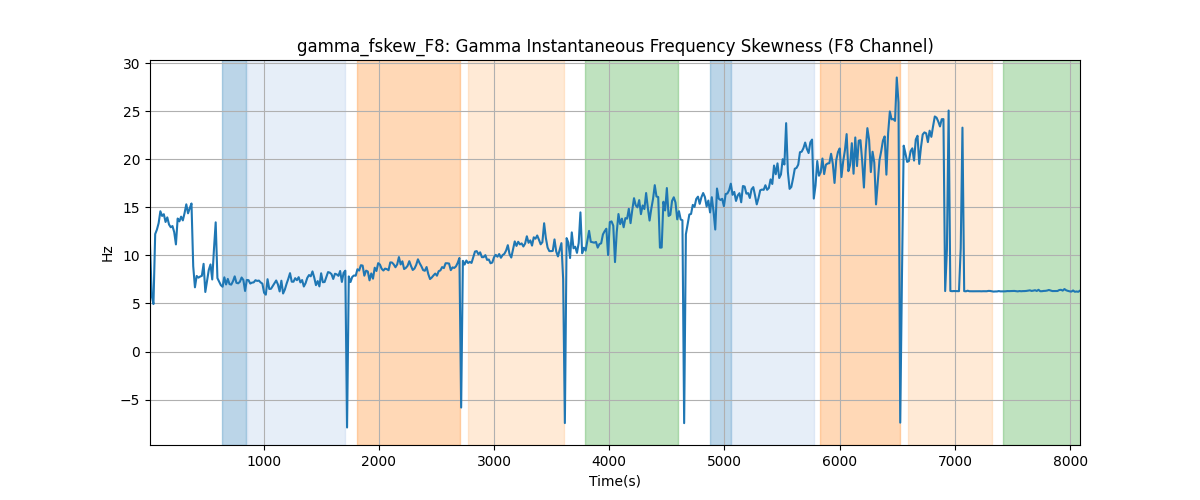 gamma_fskew_F8: Gamma Instantaneous Frequency Skewness (F8 Channel)
30
25
20
15
10
5
0
−5
Hz
1000 2000 3000 4000 5000 6000 7000 8000
Time(s)